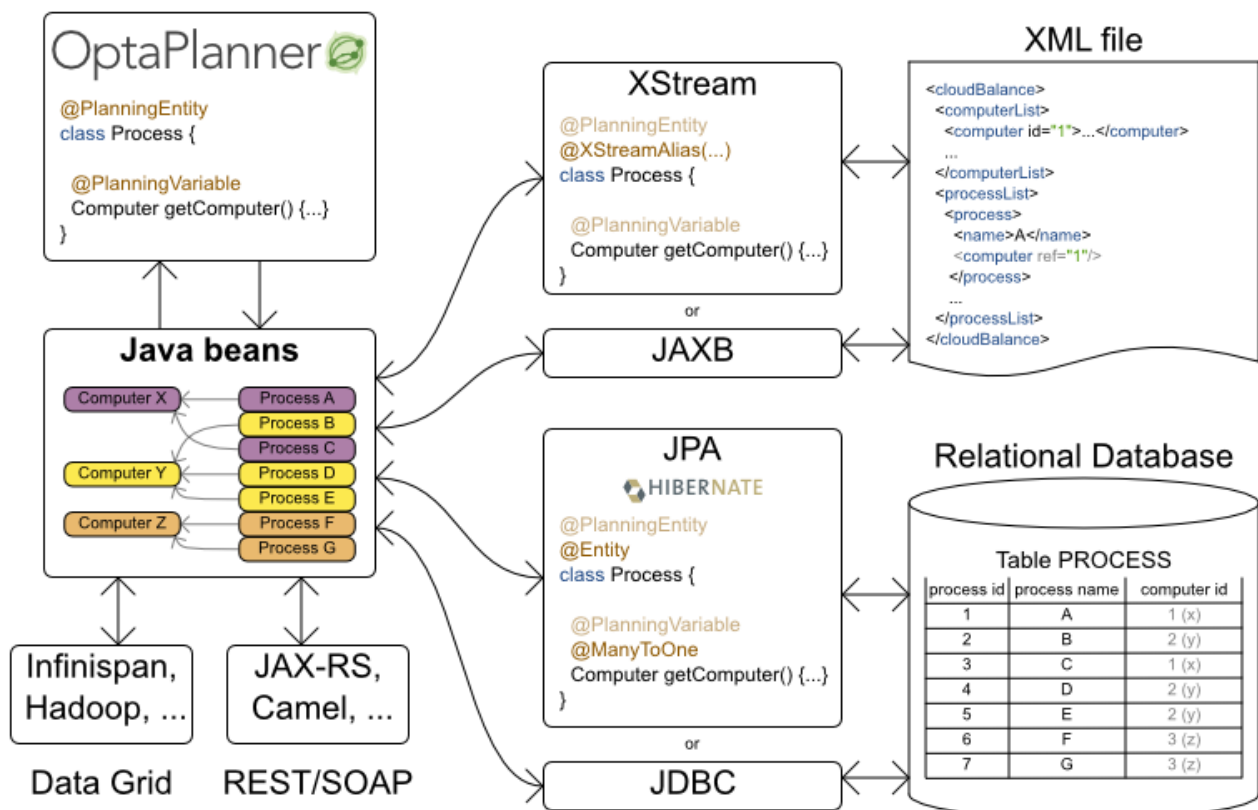 OptaPlanner
@PlanningEntity
class Process {
@PlanningVariable
Computer getComputer() {...}
}
Java beans
Computer X
Computer Y
Computer Z
Process A
Process B
Process C
Process D
Process E
Process F
Process G
Infinispan,
Hadoop, ...
Data Grid
JAX-RS,
Camel, ...
REST/SOAP
XStream
@PlanningEntity
@XStreamAlias(...)
class Process {
@PlanningVariable
Computer getComputer() {...}
}
or
JAXB
JPA
HIBERNATE
@PlanningEntity
@Entity
class Process {
@PlanningVariable
@ManyToOne
Computer getComputer() {...}
}
or
JDBC
XML file
<cloudBalance>
<computerList>
<computer id="1">...</computer>
...
</computerList>
<processList>
<process>
<name>A</name>
<computer ref="1"/>
</process>
...
</processList>
</cloudBalance>
Relational Database
Table PROCESS
process id process name computer id
1 A 1 (x)
2 B 2 (y)
3 C 1 (x)
4 D 2 (y)
5 E 2 (y)
6 F 3 (z)
7 G 3 (z)